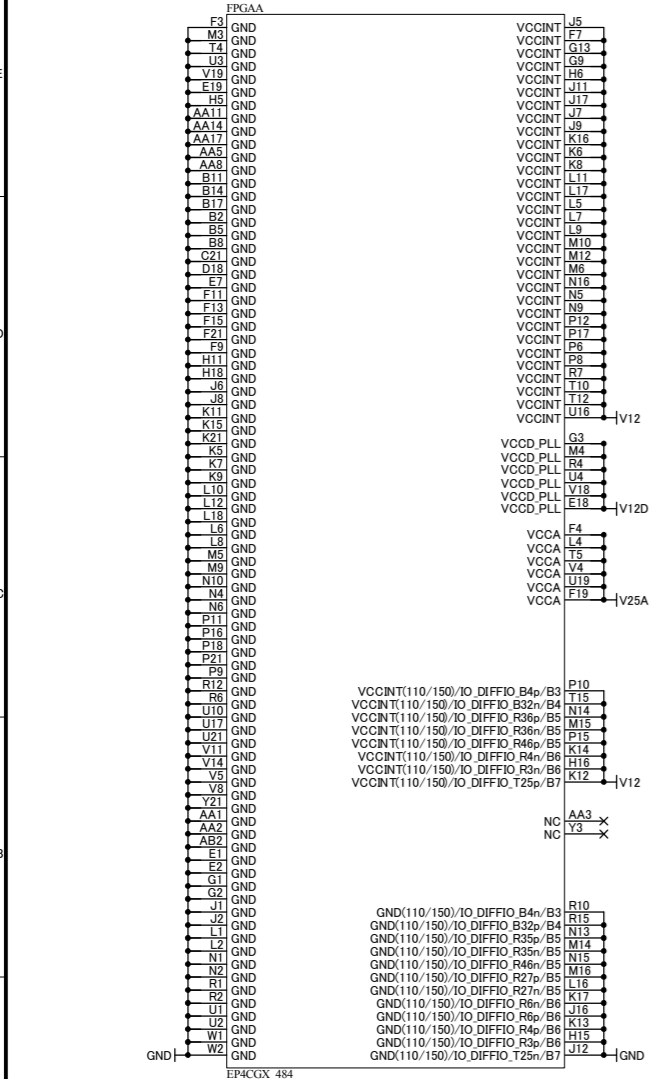 FPGAA
F3 GND
M3 GND
T4 GND
U3 GND
V19 GND
E19 GND
H5 GND
AA11 GND
AA14 GND
AA17 GND
AA5 GND
AA8 GND
B11 GND
B14 GND
B17 GND
B2 GND
B5 GND
B8 GND
C21 GND
D18 GND
E7 GND
F11 GND
F13 GND
F15 GND
F21 GND
F9 GND
H11 GND
H18 GND
J6 GND
J8 GND
K11 GND
K15 GND
K21 GND
K5 GND
K7 GND
K9 GND
L10 GND
L12 GND
L18 GND
L6 GND
L8 GND
M5 GND
M9 GND
N10 GND
N4 GND
N6 GND
P11 GND
P16 GND
P18 GND
P21 GND
P9 GND
R12 GND
R6 GND
U10 GND
U17 GND
U21 GND
V11 GND
V14 GND
V5 GND
V8 GND
Y21 GND
AA1 GND
AA2 GND
AB2 GND
E1 GND
E2 GND
G1 GND
G2 GND
J1 GND
J2 GND
L1 GND
L2 GND
N1 GND
N2 GND
R1 GND
R2 GND
U1 GND
U2 GND
W1 GND
GND W2 GND
VCCINT J5
VCCINT F7
VCCINT G13
VCCINT G9
VCCINT H6
VCCINT J11
VCCINT J17
VCCINT J7
VCCINT J9
VCCINT K16
VCCINT K6
VCCINT K8
VCCINT L11
VCCINT L17
VCCINT L5
VCCINT L7
VCCINT L9
VCCINT M10
VCCINT M12
VCCINT M6
VCCINT N16
VCCINT N5
VCCINT N9
VCCINT P12
VCCINT P17
VCCINT P6
VCCINT P8
VCCINT R7
VCCINT T10
VCCINT T12
VCCINT U16 V12
VCCD_PLL G3
VCCD_PLL M4
VCCD_PLL R4
VCCD_PLL U4
VCCD_PLL V18
VCCD_PLL E18 V12D
VCCA F4
VCCA L4
VCCA T5
VCCA V4
VCCA U19
VCCA F19 V25A
VCCINT(110/150)/IO_DIFFIO_B4p/B3 P10
VCCINT(110/150)/IO_DIFFIO_B32n/B4 T15
VCCINT(110/150)/IO_DIFFIO_R36p/B5 N14
VCCINT(110/150)/IO_DIFFIO_R36n/B5 M15
VCCINT(110/150)/IO_DIFFIO_R46p/B5 P15
VCCINT(110/150)/IO_DIFFIO_R4n/B6 K14
VCCINT(110/150)/IO_DIFFIO_R3n/B6 H16
VCCINT(110/150)/IO_DIFFIO_T25p/B7 K12 V12
NC AA3
NC Y3
GND(110/150)/IO_DIFFIO_B4n/B3 R10
GND(110/150)/IO_DIFFIO_B32p/B4 R15
GND(110/150)/IO_DIFFIO_R35p/B5 N13
GND(110/150)/IO_DIFFIO_R35n/B5 M14
GND(110/150)/IO_DIFFIO_R46n/B5 N15
GND(110/150)/IO_DIFFIO_R27p/B5 M16
GND(110/150)/IO_DIFFIO_R27n/B5 L16
GND(110/150)/IO_DIFFIO_R6n/B6 K17
GND(110/150)/IO_DIFFIO_R6p/B6 J16
GND(110/150)/IO_DIFFIO_R4p/B6 K13
GND(110/150)/IO_DIFFIO_R3p/B6 H15
GND(110/150)/IO_DIFFIO_T25n/B7 J12 GND
EP4CGX_484